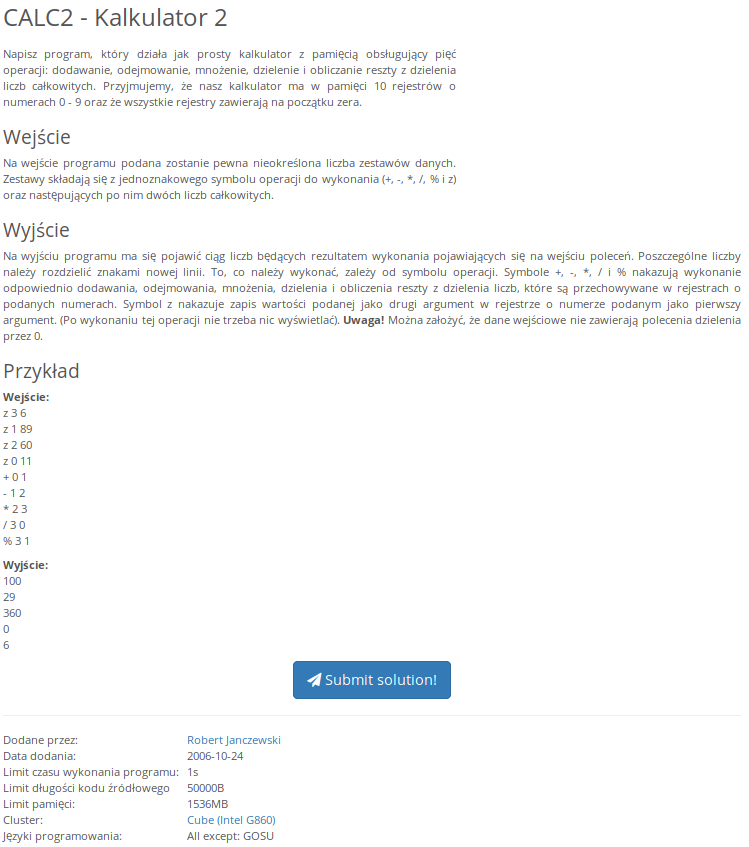 CALC2 - Kalkulator 2
Napisz program, który działa jak prosty kalkulator z pamięcią obsługujący pięć
operacji: dodawanie, odejmowanie, mnożenie, dzielenie i obliczanie reszty z dzielenia
liczb całkowitych. Przyjmujemy, że nasz kalkulator ma w pamięci 10 rejestrów o
numerach 0 - 9 oraz że wszystkie rejestry zawierają na początku zera.
Wejście
Na wejście programu podana zostanie pewna nieokreślona liczba zestawów danych.
Zestawy składają się z jednoznakowego symbolu operacji do wykonania (+, -, *, /, % i z)
oraz następujących po nim dwóch liczb całkowitych.
Wyjście
Na wyjściu programu ma się pojawić ciąg liczb będących rezultatem wykonania pojawiających się na wejściu poleceń. Poszczególne liczby
należy rozdzielić znakami nowej linii. To, co należy wykonać, zależy od symbolu operacji. Symbole +, -, *, / i % nakazują wykonanie
odpowiednio dodawania, odejmowania, mnożenia, dzielenia i obliczenia reszty z dzielenia liczb, które są przechowywane w rejestrach o
podanych numerach. Symbol z nakazuje zapis wartości podanej jako drugi argument w rejestrze o numerze podanym jako pierwszy
argument. (Po wykonaniu tej operacji nie trzeba nic wyświetlać). Uwaga! Można założyć, że dane wejściowe nie zawierają polecenia dzielenia
przez 0.
Przykład
Wejście:
z 3 6
z 1 89
z 2 60
z 0 11
+ 0 1
- 1 2
* 2 3
/ 3 0
% 3 1
Wyjście:
100
29
360
0
6
Submit solution!
Dodane przez: Robert Janczewski
Data dodania: 2006-10-24
Limit czasu wykonania programu: 1s
Limit długości kodu źródłowego 50000B
Limit pamięci: 1536MB
Cluster: Cube (Intel G860)
Języki programowania: All except: GOSU